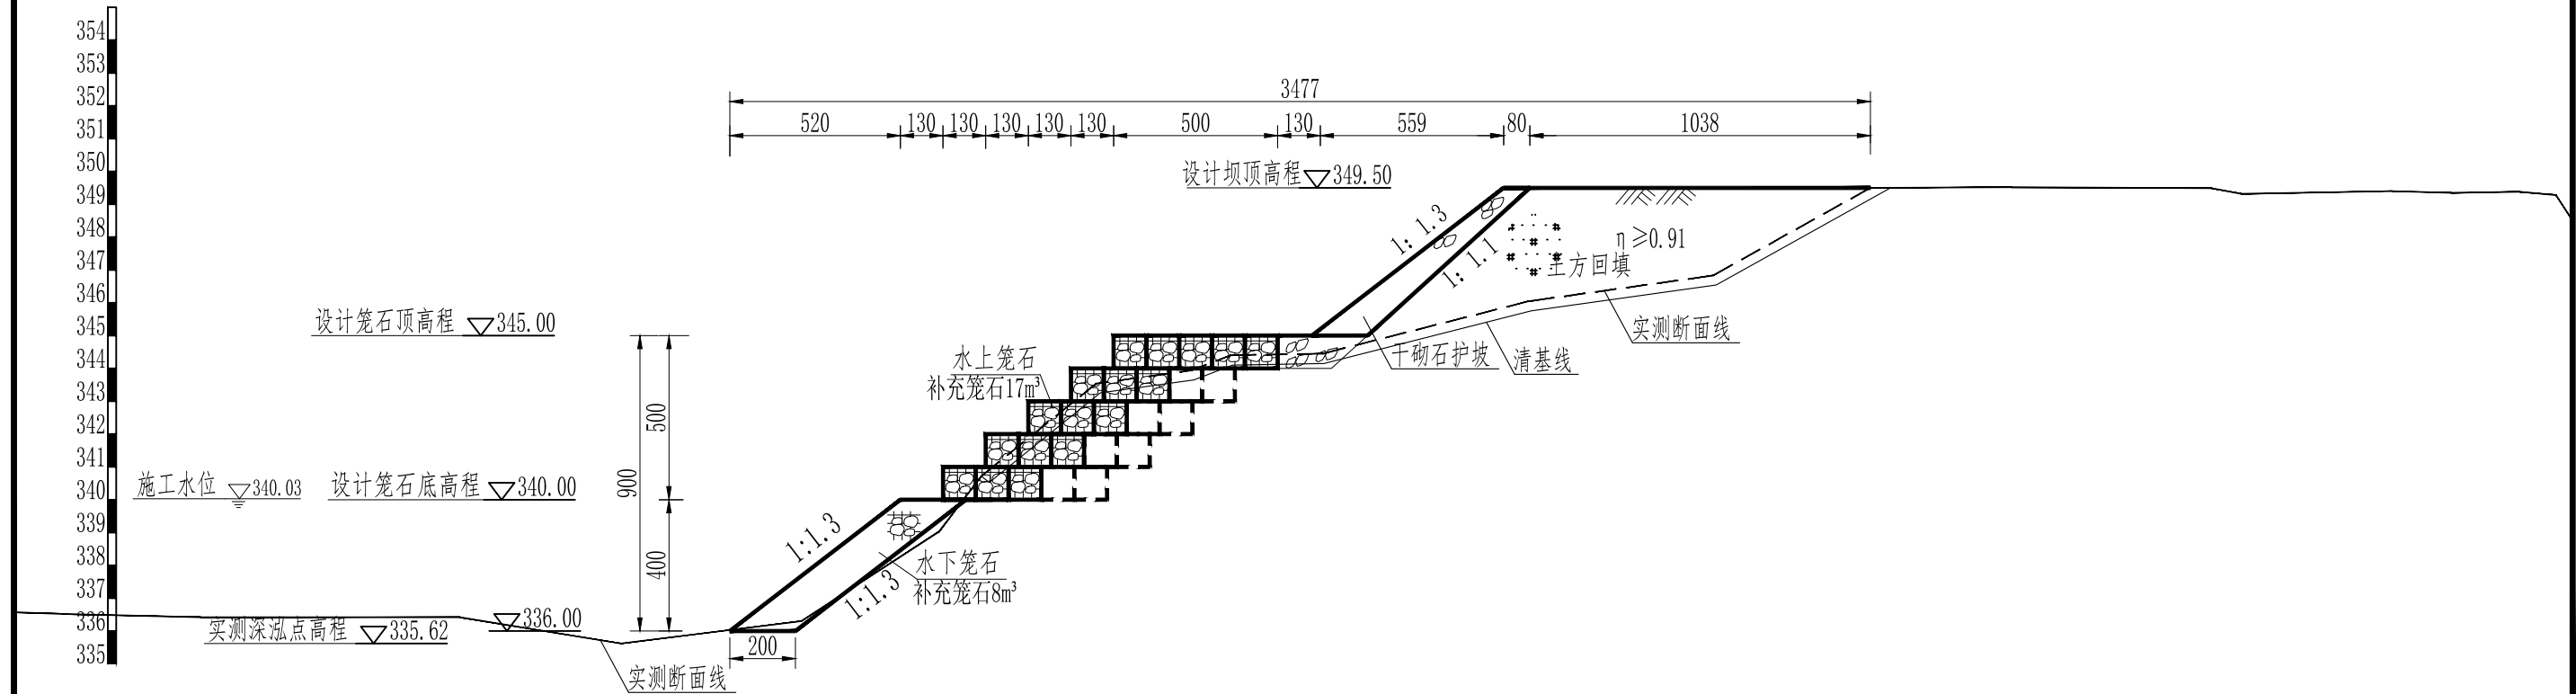 354
353
352
351
350
349
348
347
346
345
344
343
342
341
340
339
338
337
336
335
3477
520 130 130 130 130 130 500 130 559 80 1038
设计坝顶高程 349.50
1: 1.3
1: 1.1
η≥0.91
土方回填
设计笼石顶高程 345.00
实测断面线
水上笼石
补充笼石17m³
干砌石护坡
清基线
500
900
400
施工水位 340.03
设计笼石底高程 340.00
1:1.3
水下笼石
补充笼石8m³
1:1.3
336.00
实测深泓点高程 335.62
200
实测断面线